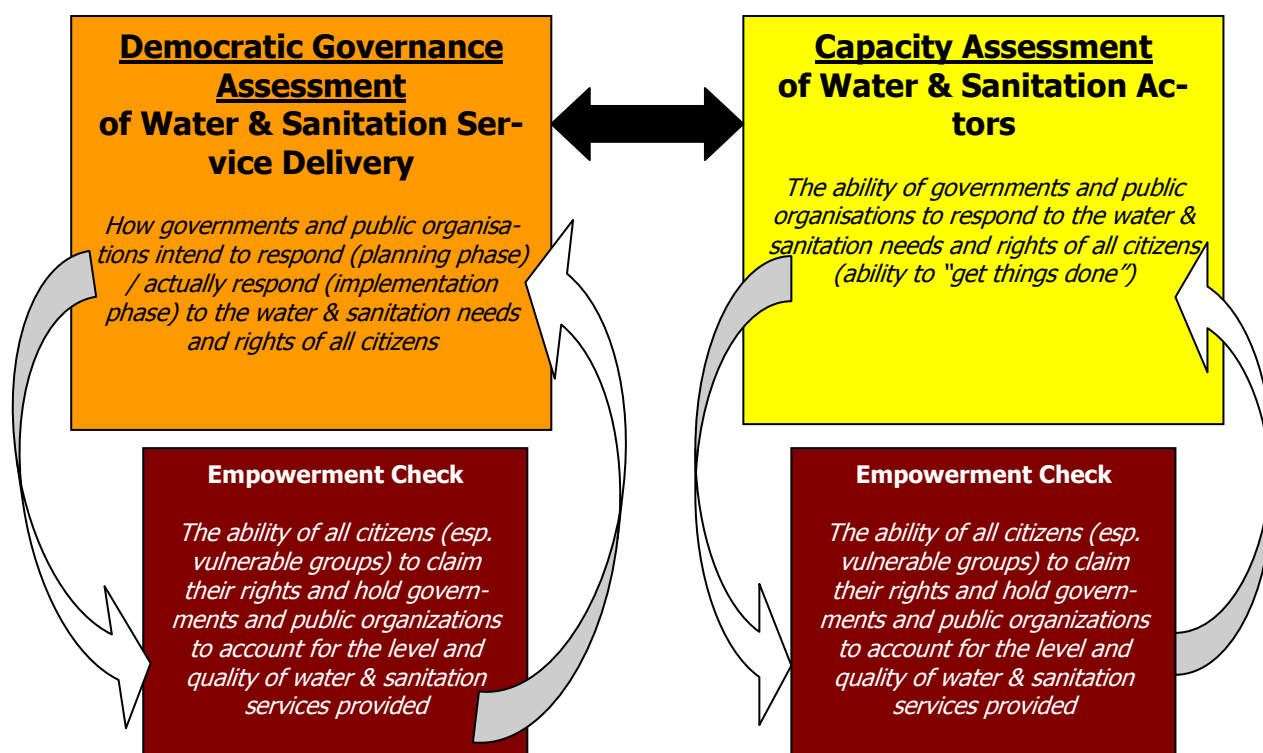 Democratic Governance
Assessment
of Water & Sanitation Ser-
vice Delivery
How governments and public organisa-
tions intend to respond (planning phase)
/ actually respond (implementation
phase) to the water & sanitation needs
and rights of all citizens
Empowerment Check
The ability of all citizens (esp.
vulnerable groups) to claim
their rights and hold govern-
ments and public organizations
to account for the level and
quality of water & sanitation
services provided
Capacity Assessment
of Water & Sanitation Ac-
tors
The ability of governments and public
organisations to respond to the water &
sanitation needs and rights of all citizens
(ability to “get things done”)
Empowerment Check
The ability of all citizens (esp.
vulnerable groups) to claim
their rights and hold govern-
ments and public organizations
to account for the level and
quality of water & sanitation
services provided